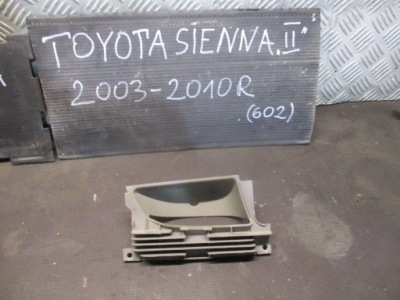 TOYOTA SIENNA „II"
2003-2010R
(602)